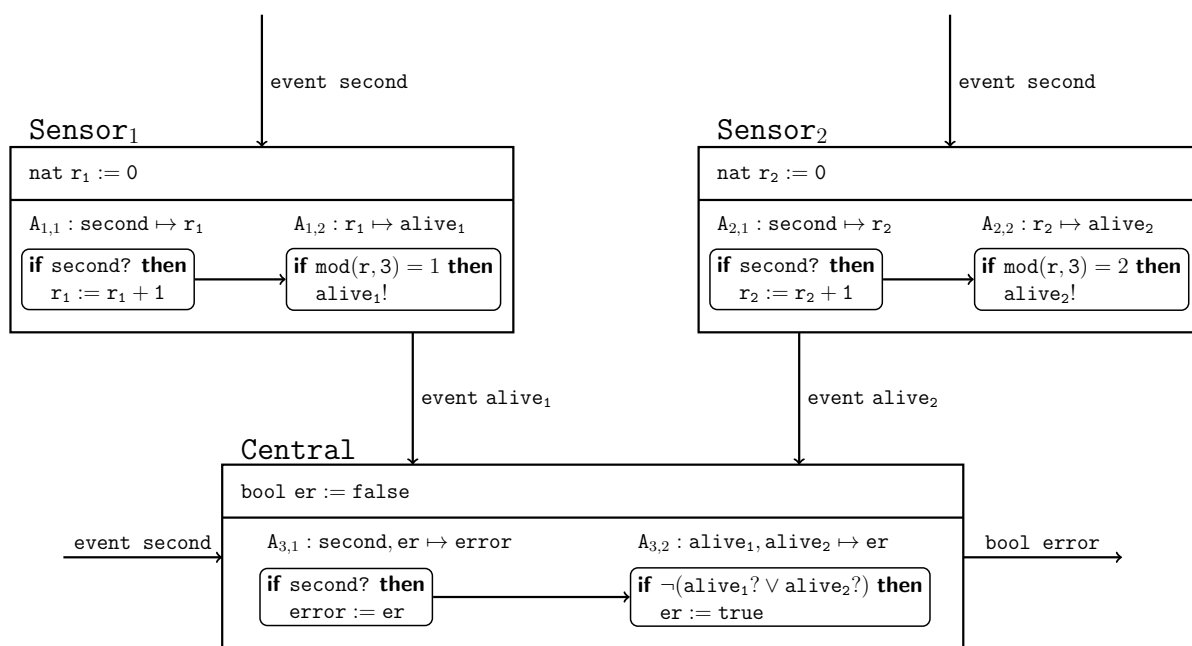 event second
event second
Sensor₁
nat r₁ := 0
A₁,₁ : second ↦ r₁
A₁,₂ : r₁ ↦ alive₁
if second? then
r₁ := r₁ + 1
if mod(r, 3) = 1 then
alive₁!
Sensor₂
nat r₂ := 0
A₂,₁ : second ↦ r₂
A₂,₂ : r₂ ↦ alive₂
if second? then
r₂ := r₂ + 1
if mod(r, 3) = 2 then
alive₂!
event alive₁
event alive₂
Central
bool er := false
event second
A₃,₁ : second, er ↦ error
A₃,₂ : alive₁, alive₂ ↦ er
if second? then
error := er
if ¬(alive₁? ∨ alive₂?) then
er := true
bool error